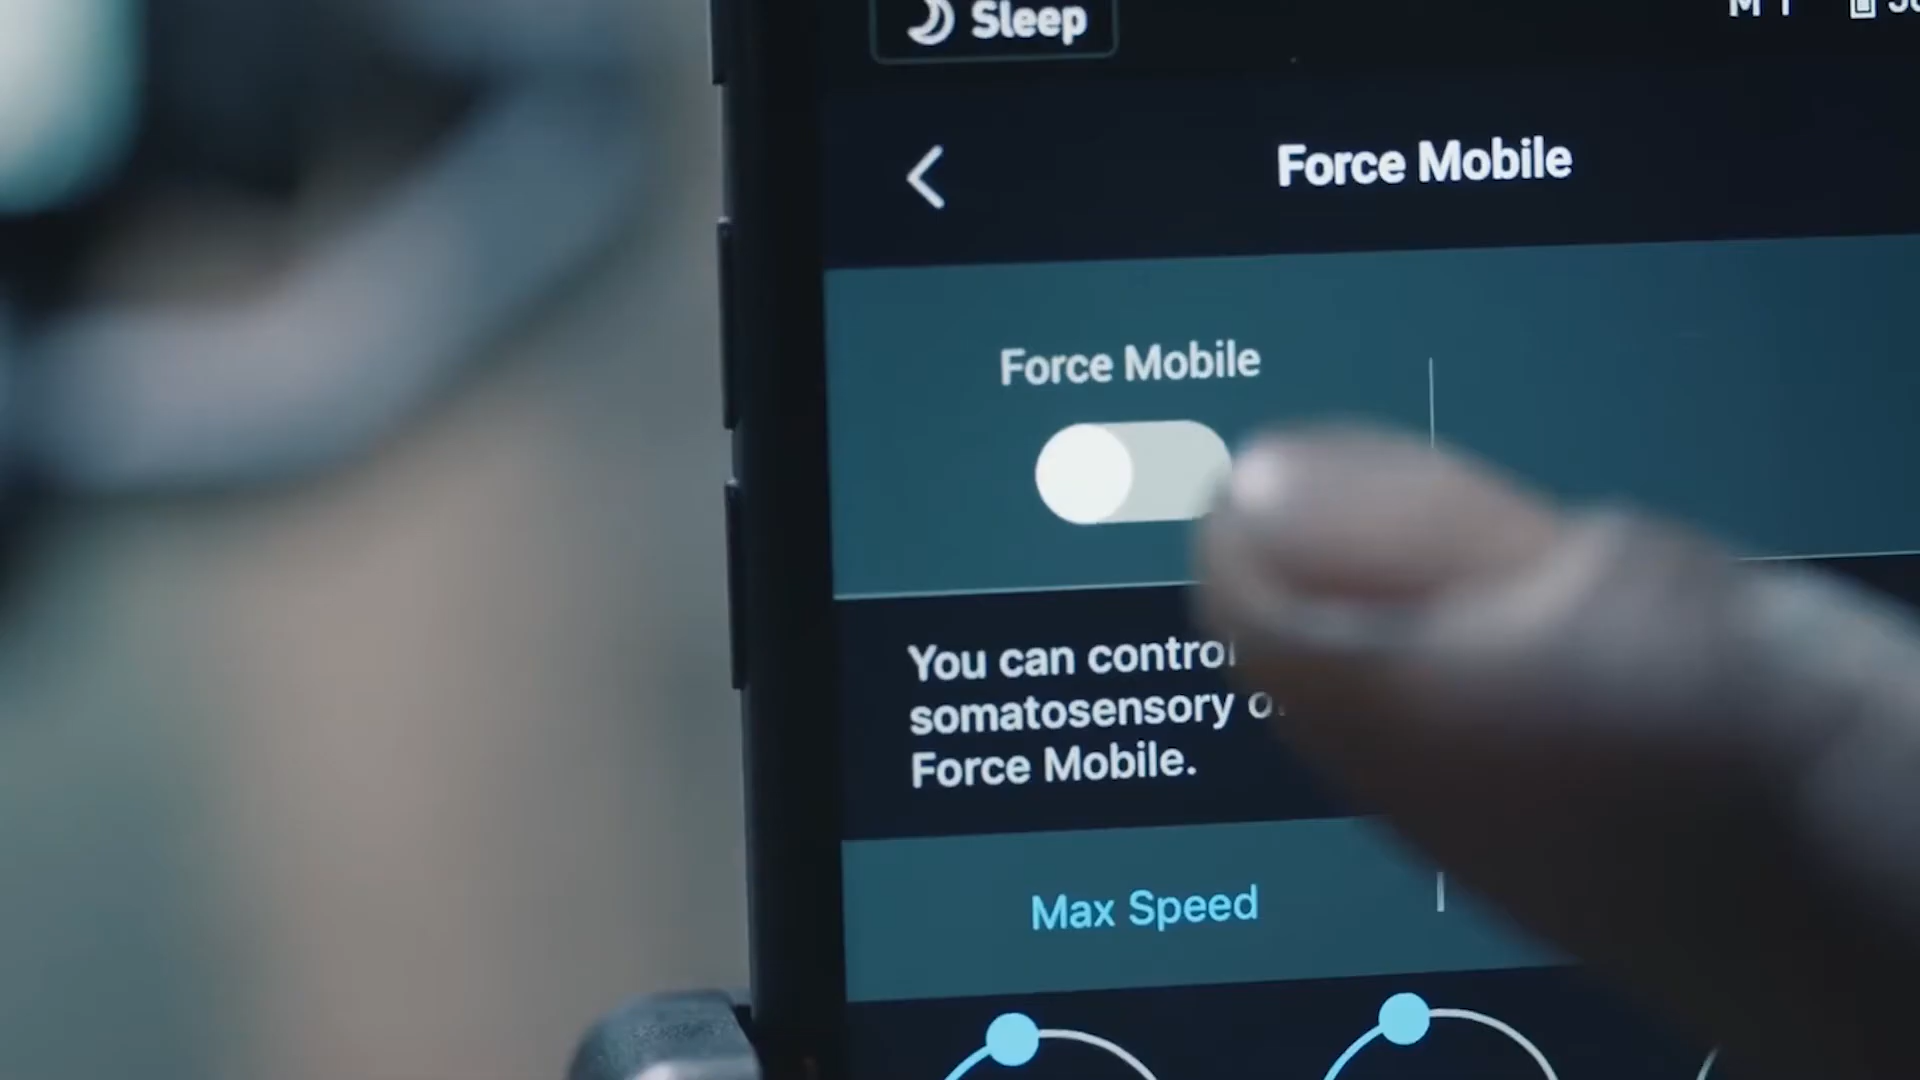 Sleep
Force Mobile
Force Mobile
You can control
somatosensory
Force Mobile.
Max Speed